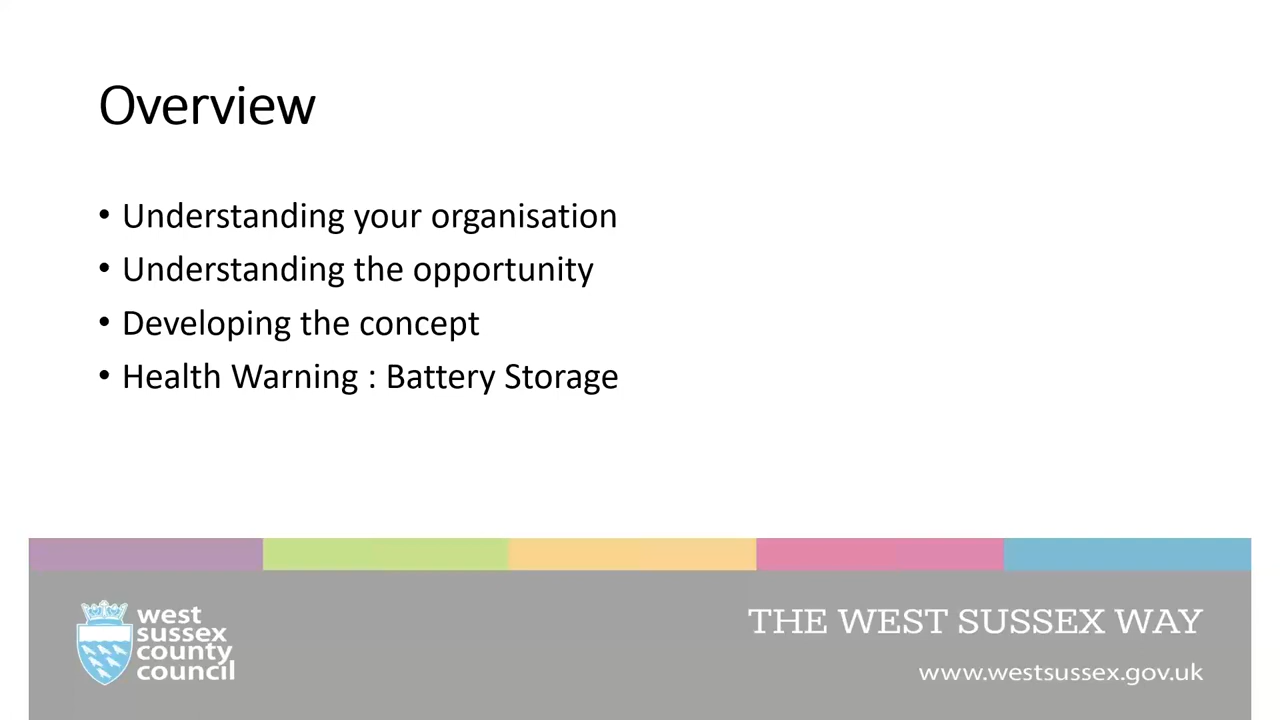 Overview
• Understanding your organisation
• Understanding the opportunity
• Developing the concept
• Health Warning : Battery Storage
west
sussex
county
council
THE WEST SUSSEX WAY
www.westsussex.gov.uk